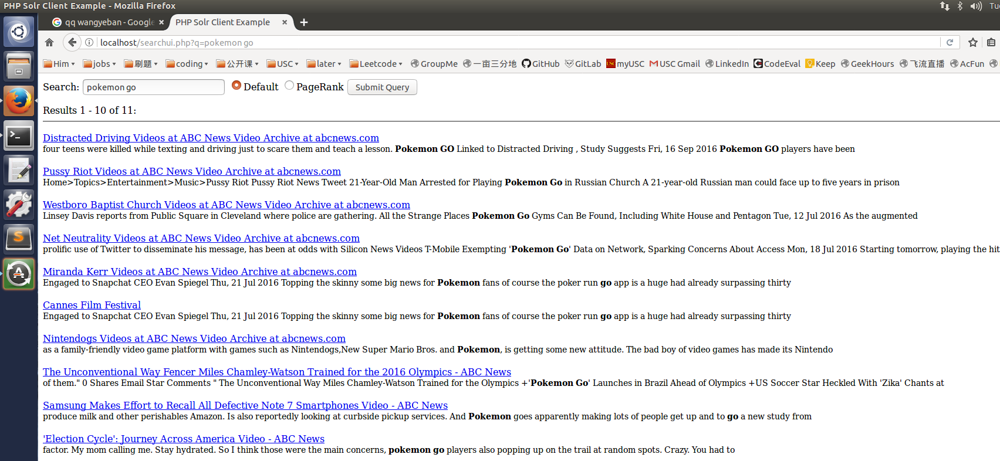 PHP Solr Client Example - Mozilla Firefox
Tu
qq wangyeban - Google
PHP Solr Client Example
localhost/searchui.php?q=pokemon go
Him jobs 刷题 coding 公开课 USC later Leetcode GroupMe 一亩三分地 GitHub GitLab myUSC USC Gmail LinkedIn CodeEval Keep GeekHours 飞流直播 AcFun
Search: pokemon go Default PageRank Submit Query
Results 1 - 10 of 11:
Distracted Driving Videos at ABC News Video Archive at abcnews.com
four teens were killed while texting and driving just to scare them and teach a lesson. Pokemon GO Linked to Distracted Driving , Study Suggests Fri, 16 Sep 2016 Pokemon GO players have been
Pussy Riot Videos at ABC News Video Archive at abcnews.com
Home>Topics>Entertainment>Music>Pussy Riot Pussy Riot News Tweet 21-Year-Old Man Arrested for Playing Pokemon Go in Russian Church A 21-year-old Russian man could face up to five years in prison
Westboro Baptist Church Videos at ABC News Video Archive at abcnews.com
Linsey Davis reports from Public Square in Cleveland where police are gathering. All the Strange Places Pokemon Go Gyms Can Be Found, Including White House and Pentagon Tue, 12 Jul 2016 As the augmented
Net Neutrality Videos at ABC News Video Archive at abcnews.com
prolific use of Twitter to disseminate his message, has been at odds with Silicon News Videos T-Mobile Exempting 'Pokemon Go' Data on Network, Sparking Concerns About Access Mon, 18 Jul 2016 Starting tomorrow, playing the hit
Miranda Kerr Videos at ABC News Video Archive at abcnews.com
Engaged to Snapchat CEO Evan Spiegel Thu, 21 Jul 2016 Topping the skinny some big news for Pokemon fans of course the poker run go app is a huge had already surpassing thirty
Cannes Film Festival
Engaged to Snapchat CEO Evan Spiegel Thu, 21 Jul 2016 Topping the skinny some big news for Pokemon fans of course the poker run go app is a huge had already surpassing thirty
Nintendogs Videos at ABC News Video Archive at abcnews.com
as a family-friendly video game platform with games such as Nintendogs,New Super Mario Bros. and Pokemon, is getting some new attitude. The bad boy of video games has made its Nintendo
The Unconventional Way Fencer Miles Chamley-Watson Trained for the 2016 Olympics - ABC News
of them." 0 Shares Email Star Comments " The Unconventional Way Miles Chamley-Watson Trained for the Olympics +'Pokemon Go' Launches in Brazil Ahead of Olympics +US Soccer Star Heckled With 'Zika' Chants at
Samsung Makes Effort to Recall All Defective Note 7 Smartphones Video - ABC News
produce milk and other perishables Amazon. Is also reportedly looking at curbside pickup services. And Pokemon goes apparently making lots of people get up and to go a new study from
'Election Cycle': Journey Across America Video - ABC News
factor. My mom calling me. Stay hydrated. So I think those were the main concerns, pokemon go players also popping up on the trail at random spots. Crazy. You had to